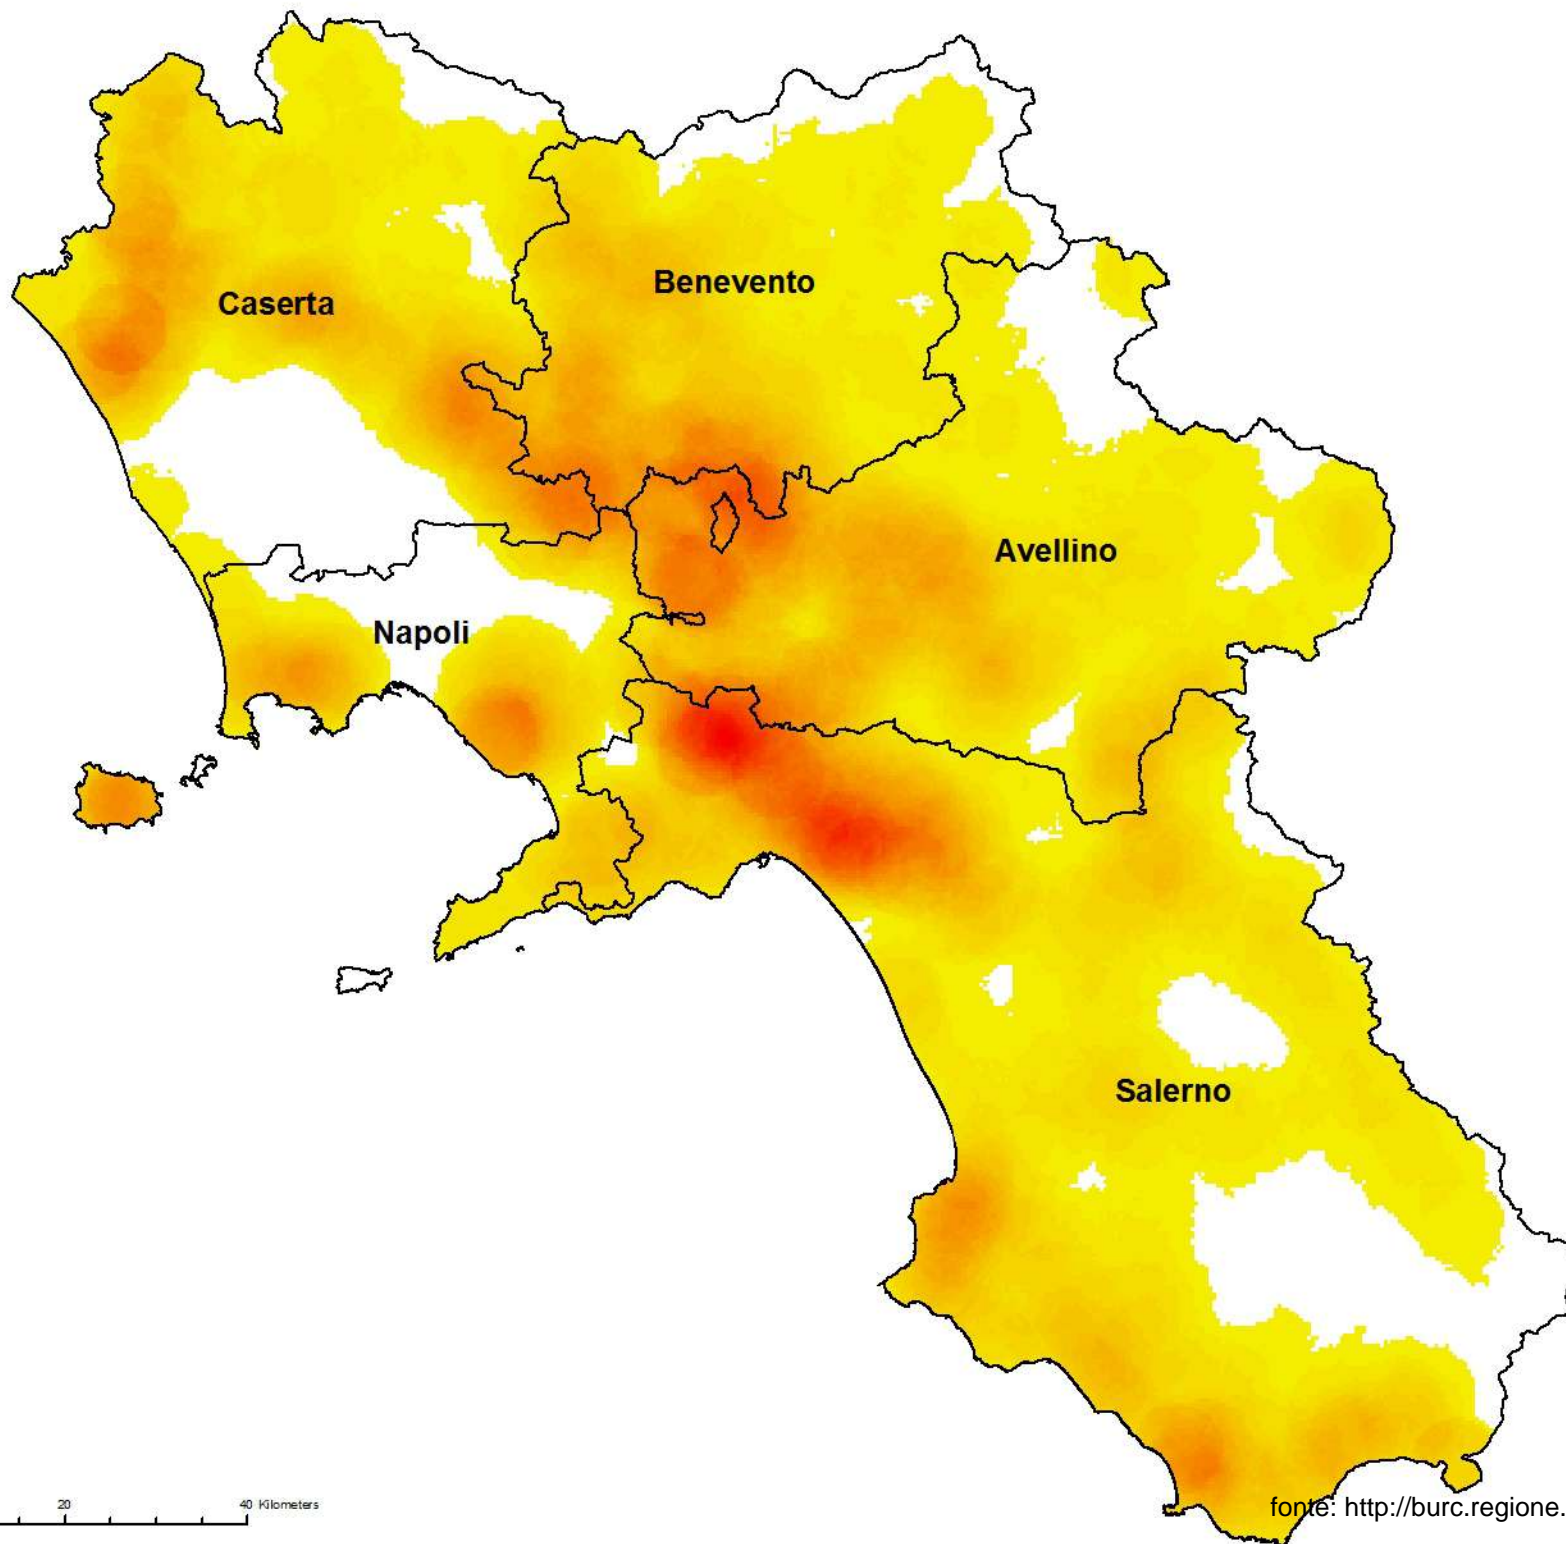 Benevento
Caserta
Avellino
Napoli
Salerno
20
40 Kilometers
fonte: http://burc.regione.